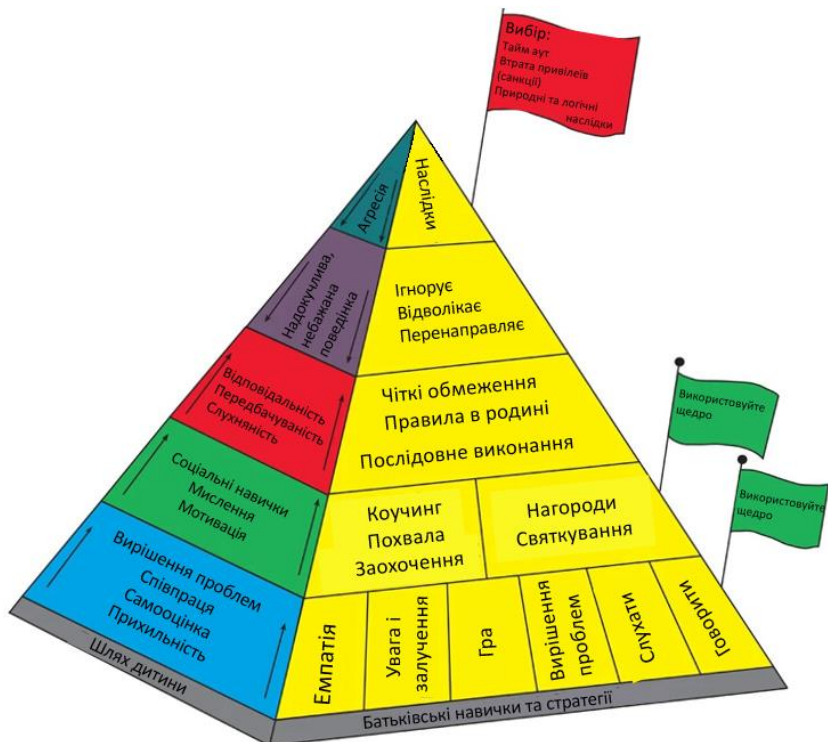 Вибір:
Тайм аут
Втрата привілеїв
(санкції)
Природні та логічні
наслідки
Наслідки
Агресія
Надокучлива,
небажана
поведінка
Ігнорує
Відволікає
Перенаправляє
Відповідальність
Передбачуваність
Слухняність
Чіткі обмеження
Правила в родині
Послідовне виконання
Використовуйте
щедро
Соціальні навички
Мислення
Мотивація
Коучинг
Похвала
Заохочення
Нагороди
Святкування
Використовуйте
щедро
Вирішення проблем
Співпраця
Самооцінка
Прихильність
Емпатія
Увага і
залучення
Гра
Вирішення
проблем
Слухати
Говорити
Шлях дитини
Батьківські навички та стратегії